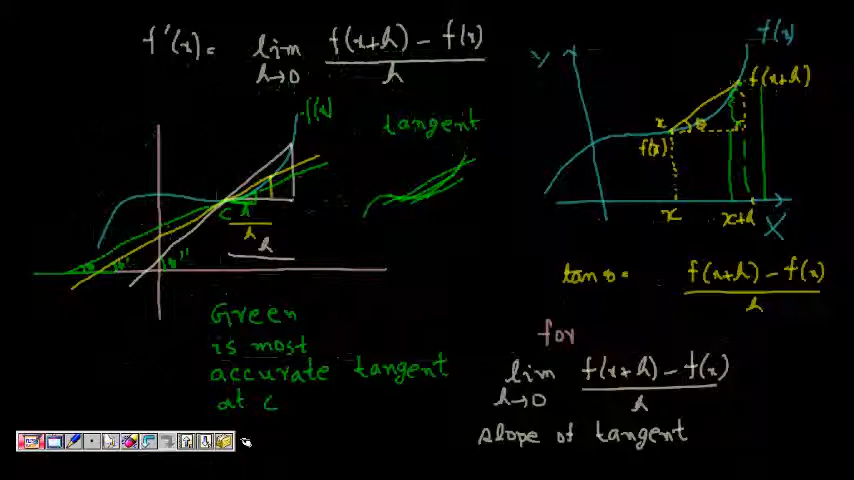 f'(x) = lim h→0 f(x+h) - f(x) / h
f(x)
tangent
c
h
h
h
Green
is most
accurate tangent
at c
f(x)
Y
f(x+h)
x
θ
f(x)
x
x+h
X
tan θ = f(x+h) - f(x) / h
for
lim h→0 f(x+h) - f(x) / h
slope of tangent